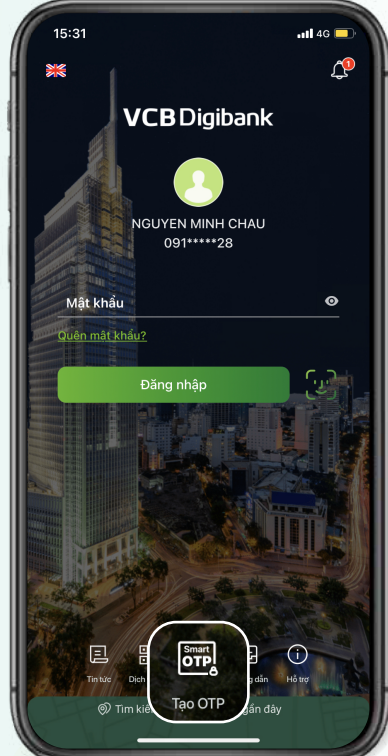 15:31
4G
1
VCB Digibank
NGUYEN MINH CHAU
091*****28
Mật khẩu
Quên mật khẩu?
Đăng nhập
Smart
OTP
Tin tức Dịch dẫn Hỗ trợ
Tạo OTP
Tìm gần đây